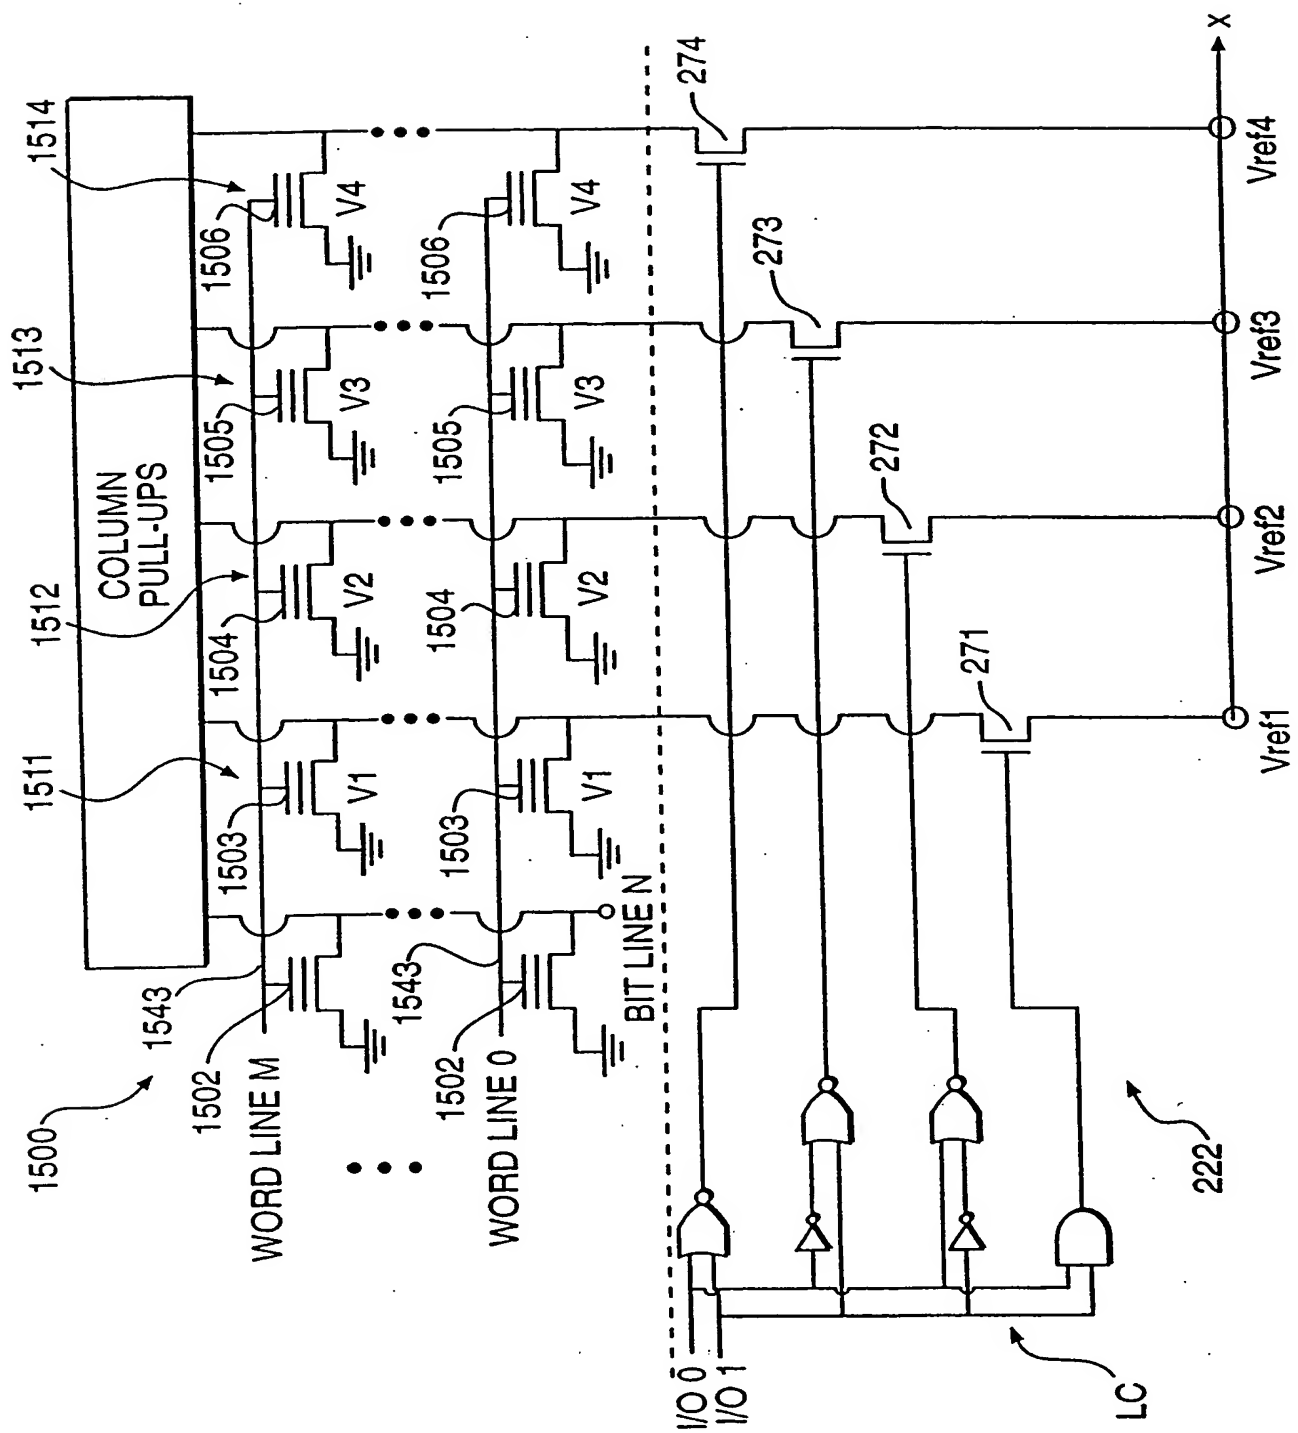 1500
1511
1512
1513
1514
COLUMN
PULL-UPS
1543
1502
1503
1504
1505
1506
WORD LINE M
V1
V2
V3
V4
1543
1502
1503
1504
1505
1506
WORD LINE 0
V1
V2
V3
V4
BIT LINE N
I/O 0
I/O 1
271
272
273
274
LC
222
Vref1
Vref2
Vref3
Vref4
X